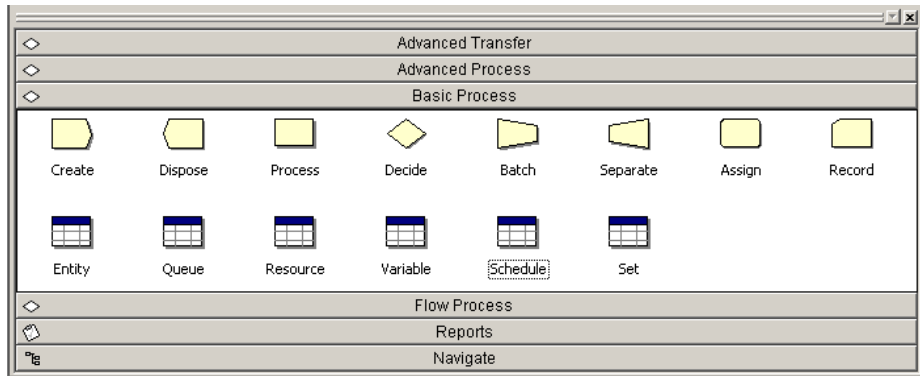 Advanced Transfer
Advanced Process
Basic Process
Create Dispose Process Decide Batch Separate Assign Record
Entity Queue Resource Variable Schedule Set
Flow Process
Reports
Navigate